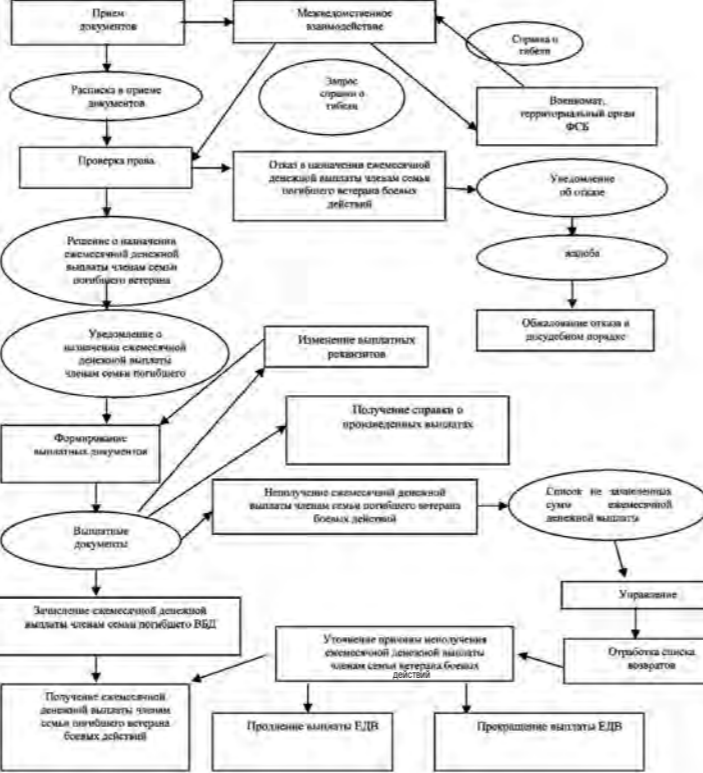 Прием
документов
Межведомственное
взаимодействие
Справка о
гибели
Расписка в приеме
документов
Запрос
справки о
гибели
Военкомат,
территориальный орган
ФСБ
Проверка права
Отказ в назначении ежемесячной
денежной выплаты членам семьи
погибшего ветерана боевых
действий
Уведомление
об отказе
Решение о назначении
ежемесячной денежной
выплаты членам семьи
погибшего ветерана
жалоба
Уведомление о
назначении ежемесячной
денежной выплаты
членам семьи погибшего
Изменение выплатных
реквизитов
Обжалование отказа в
досудебном порядке
Получение справки о
произведенных выплатах
Формирование
выплатных документов
Неполучение ежемесячной денежной
выплаты членам семьи погибшего ветерана
боевых действий
Список не зачисленных
сумм ежемесячной
денежной выплаты
Выплатные
документы
Управление
Зачисление ежемесячной денежной
выплаты членам семьи погибшего ВБД
Уточнение причины неполучения
ежемесячной денежной выплаты
членам семьи ветерана боевых
действий
Отработка списка
возвратов
Получение ежемесячной
денежной выплаты членам
семьи погибшего ветерана
боевых действий
Продление выплаты ЕДВ
Прекращение выплаты ЕДВ